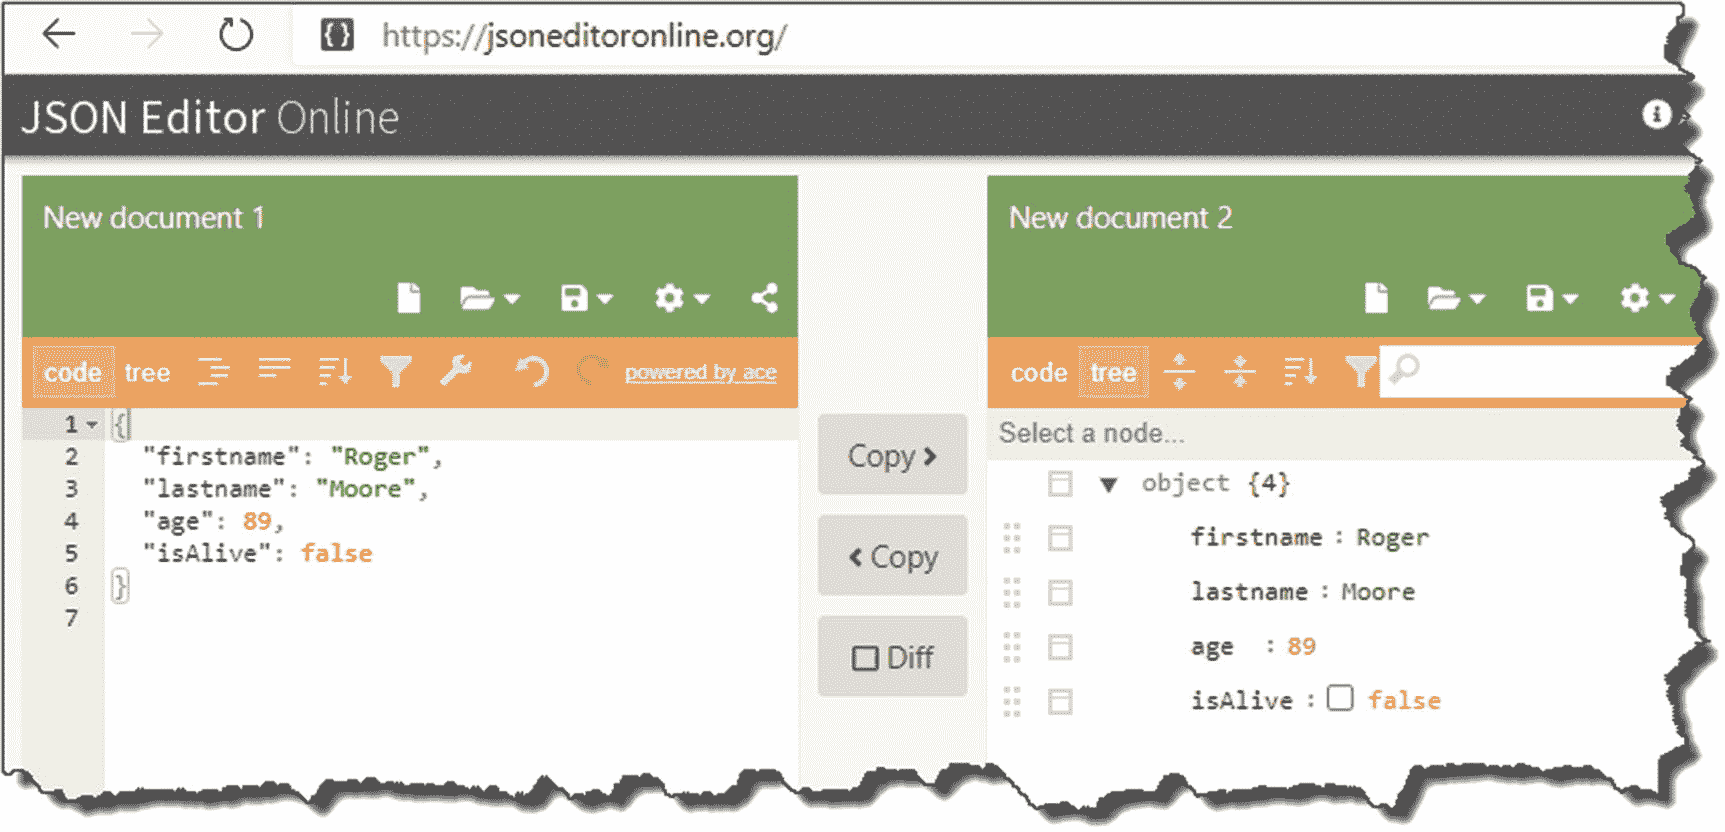 https://jsoneditoronline.org/
JSON Editor Online
New document 1
code tree powered by ace
1 {
2 "firstname": "Roger",
3 "lastname": "Moore",
4 "age": 89,
5 "isAlive": false
6 }
7
Copy >
< Copy
Diff
New document 2
code tree
Select a node...
object {4}
firstname : Roger
lastname : Moore
age : 89
isAlive : false